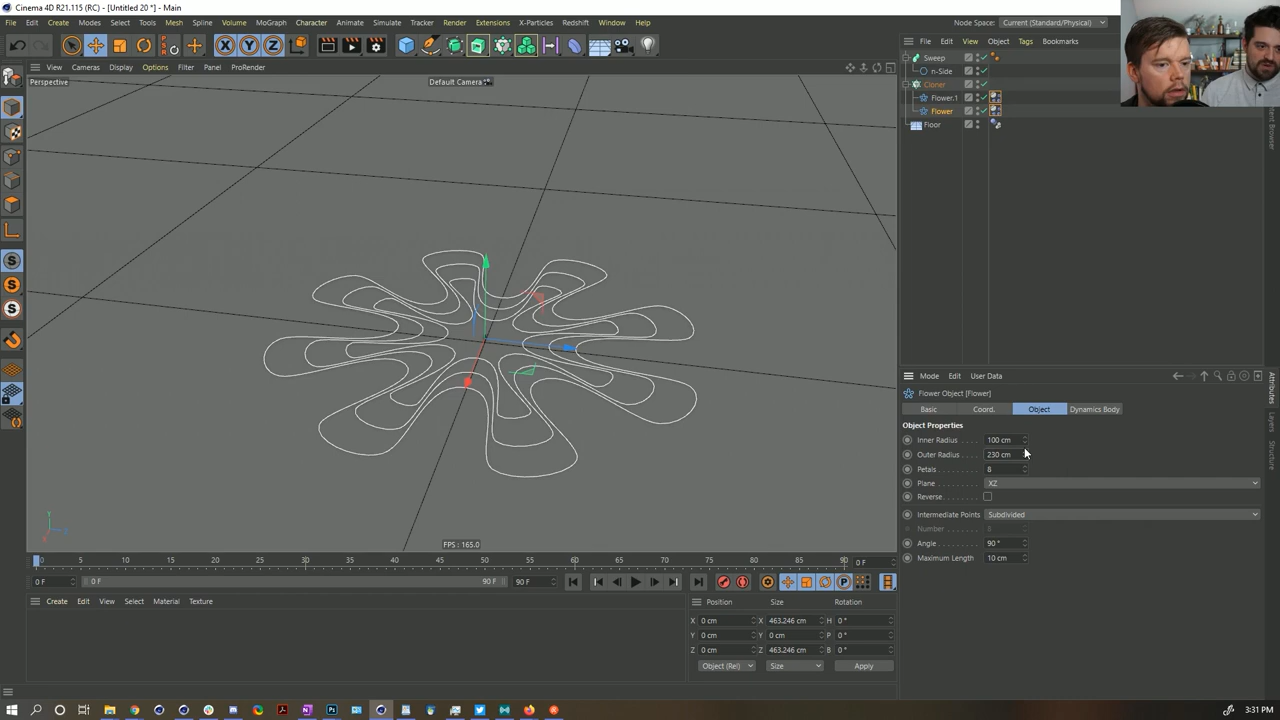 Cinema 4D R21.115 (RC) - [Untitled 20 *] - Main
File Edit Create Modes Select Tools Mesh Spline Volume MoGraph Character Animate Simulate Tracker Render Extensions X-Particles Redshift Window Help Node Space: Current (Standard/Physical)
File Edit View Object Tags Bookmarks
View Cameras Display Options Filter Panel ProRender
Perspective
Default Camera
Sweep
n-Side
Cloner
Flower.1
Flower
Floor
Mode Edit User Data
Flower Object [Flower]
Basic Coord. Object Dynamics Body
Object Properties
Inner Radius 100 cm
Outer Radius 230 cm
Petals 8
Plane XZ
Reverse
Intermediate Points Subdivided
Number 8
Angle 90 °
Maximum Length 10 cm
Attributes
Layers
Structure
Y
Z
FPS : 165.0
0 5 10 15 20 25 30 35 40 45 50 55 60 65 70 75 80 85 90 0 F
0 F 0 F 90 F 90 F
Create Edit View Select Material Texture
Position Size Rotation
X 0 cm X 463.246 cm H 0 °
Y 0 cm Y 0 cm P 0 °
Z 0 cm Z 463.246 cm B 0 °
Object (Rel) Size Apply
3:31 PM